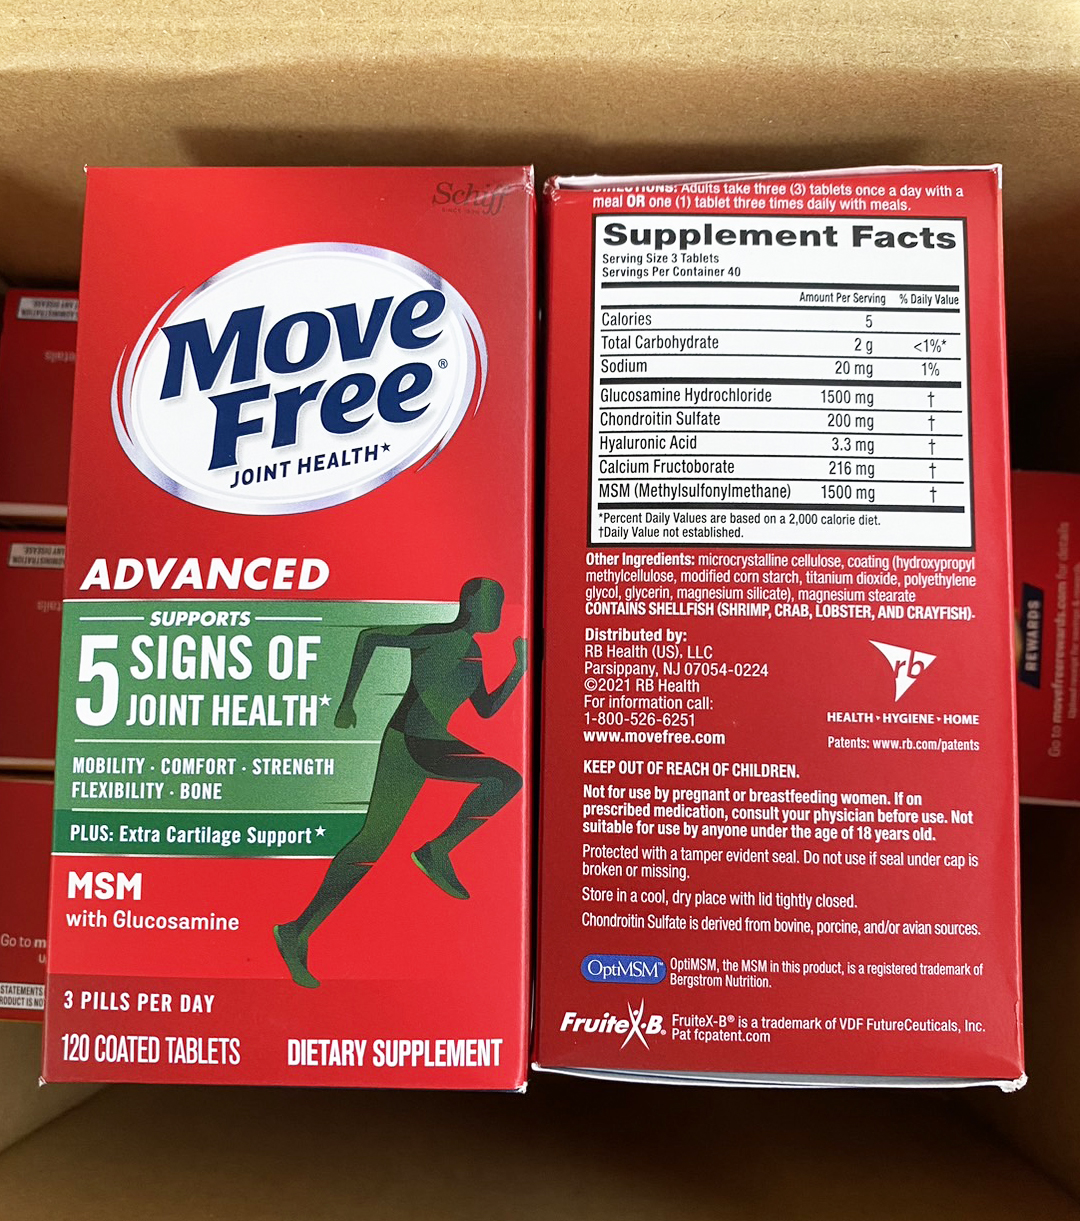 Schiff
Move
Free®
JOINT HEALTH*
ADVANCED
SUPPORTS
5 SIGNS OF
JOINT HEALTH*
MOBILITY · COMFORT · STRENGTH
FLEXIBILITY · BONE
PLUS: Extra Cartilage Support*
MSM
with Glucosamine
3 PILLS PER DAY
120 COATED TABLETS
DIETARY SUPPLEMENT
DIRECTIONS: Adults take three (3) tablets once a day with a
meal OR one (1) tablet three times daily with meals.
Supplement Facts
Serving Size 3 Tablets
Servings Per Container 40
Amount Per Serving % Daily Value
Calories 5
Total Carbohydrate 2 g <1%*
Sodium 20 mg 1%
Glucosamine Hydrochloride 1500 mg †
Chondroitin Sulfate 200 mg †
Hyaluronic Acid 3.3 mg †
Calcium Fructoborate 216 mg †
MSM (Methylsulfonylmethane) 1500 mg †
*Percent Daily Values are based on a 2,000 calorie diet.
†Daily Value not established.
Other Ingredients: microcrystalline cellulose, coating (hydroxypropyl
methylcellulose, modified corn starch, titanium dioxide, polyethylene
glycol, glycerin, magnesium silicate), magnesium stearate
CONTAINS SHELLFISH (SHRIMP, CRAB, LOBSTER, AND CRAYFISH).
Distributed by:
RB Health (US), LLC
Parsippany, NJ 07054-0224
©2021 RB Health
For information call:
1-800-526-6251
www.movefree.com
rb
HEALTH • HYGIENE • HOME
Patents: www.rb.com/patents
KEEP OUT OF REACH OF CHILDREN.
Not for use by pregnant or breastfeeding women. If on
prescribed medication, consult your physician before use. Not
suitable for use by anyone under the age of 18 years old.
Protected with a tamper evident seal. Do not use if seal under cap is
broken or missing.
Store in a cool, dry place with lid tightly closed.
Chondroitin Sulfate is derived from bovine, porcine, and/or avian sources.
OptiMSM™ OptiMSM, the MSM in this product, is a registered trademark of
Bergstrom Nutrition.
FruiteX-B® FruiteX-B® is a trademark of VDF FutureCeuticals, Inc.
Pat fcpatent.com
Go to m
STATEMENTS
REWARDS
Go to movefreerewards.com for details